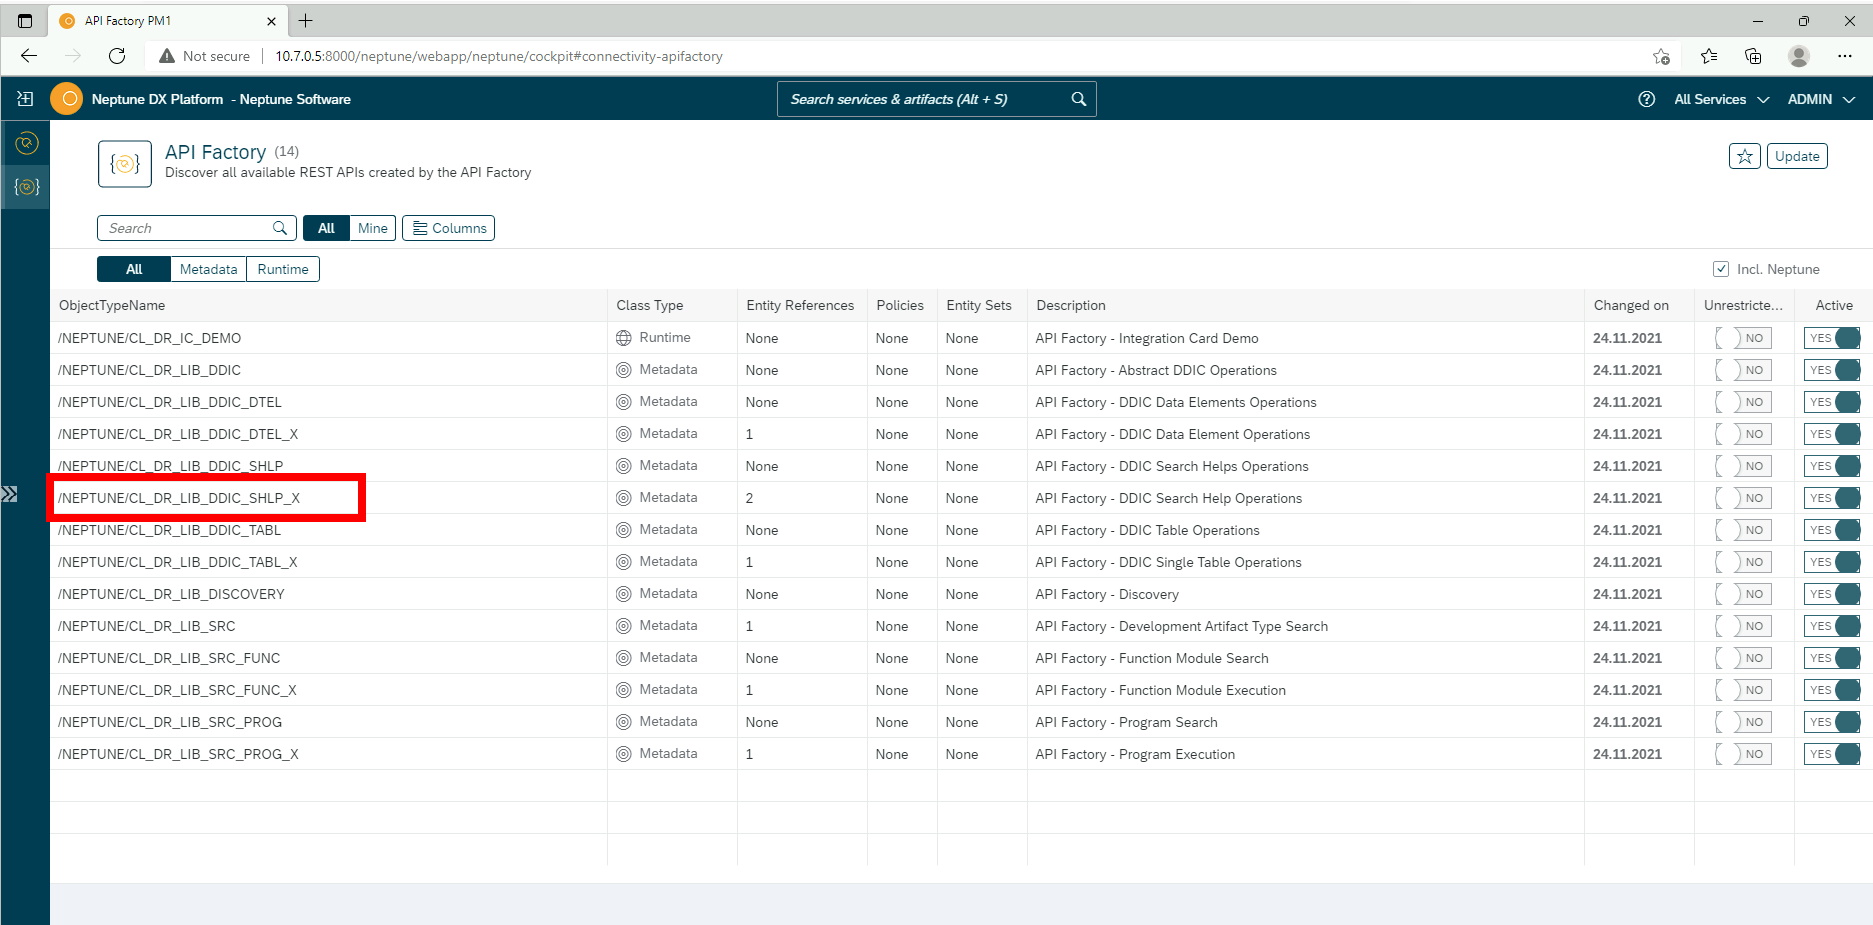 API Factory PM1
Not secure 10.7.0.5:8000/neptune/webapp/neptune/cockpit#connectivity-apifactory
Neptune DX Platform - Neptune Software Search services & artifacts (Alt + S) All Services ADMIN
API Factory (14)
Discover all available REST APIs created by the API Factory
Update
Search All Mine Columns
All Metadata Runtime Incl. Neptune
ObjectTypeName Class Type Entity References Policies Entity Sets Description Changed on Unrestricte... Active
/NEPTUNE/CL_DR_IC_DEMO Runtime None None None API Factory - Integration Card Demo 24.11.2021 NO YES
/NEPTUNE/CL_DR_LIB_DDIC Metadata None None None API Factory - Abstract DDIC Operations 24.11.2021 NO YES
/NEPTUNE/CL_DR_LIB_DDIC_DTEL Metadata None None None API Factory - DDIC Data Elements Operations 24.11.2021 NO YES
/NEPTUNE/CL_DR_LIB_DDIC_DTEL_X Metadata 1 None None API Factory - DDIC Data Element Operations 24.11.2021 NO YES
/NEPTUNE/CL_DR_LIB_DDIC_SHLP Metadata None None None API Factory - DDIC Search Helps Operations 24.11.2021 NO YES
/NEPTUNE/CL_DR_LIB_DDIC_SHLP_X Metadata 2 None None API Factory - DDIC Search Help Operations 24.11.2021 NO YES
/NEPTUNE/CL_DR_LIB_DDIC_TABL Metadata None None None API Factory - DDIC Table Operations 24.11.2021 NO YES
/NEPTUNE/CL_DR_LIB_DDIC_TABL_X Metadata 1 None None API Factory - DDIC Single Table Operations 24.11.2021 NO YES
/NEPTUNE/CL_DR_LIB_DISCOVERY Metadata None None None API Factory - Discovery 24.11.2021 NO YES
/NEPTUNE/CL_DR_LIB_SRC Metadata 1 None None API Factory - Development Artifact Type Search 24.11.2021 NO YES
/NEPTUNE/CL_DR_LIB_SRC_FUNC Metadata None None None API Factory - Function Module Search 24.11.2021 NO YES
/NEPTUNE/CL_DR_LIB_SRC_FUNC_X Metadata 1 None None API Factory - Function Module Execution 24.11.2021 NO YES
/NEPTUNE/CL_DR_LIB_SRC_PROG Metadata None None None API Factory - Program Search 24.11.2021 NO YES
/NEPTUNE/CL_DR_LIB_SRC_PROG_X Metadata 1 None None API Factory - Program Execution 24.11.2021 NO YES